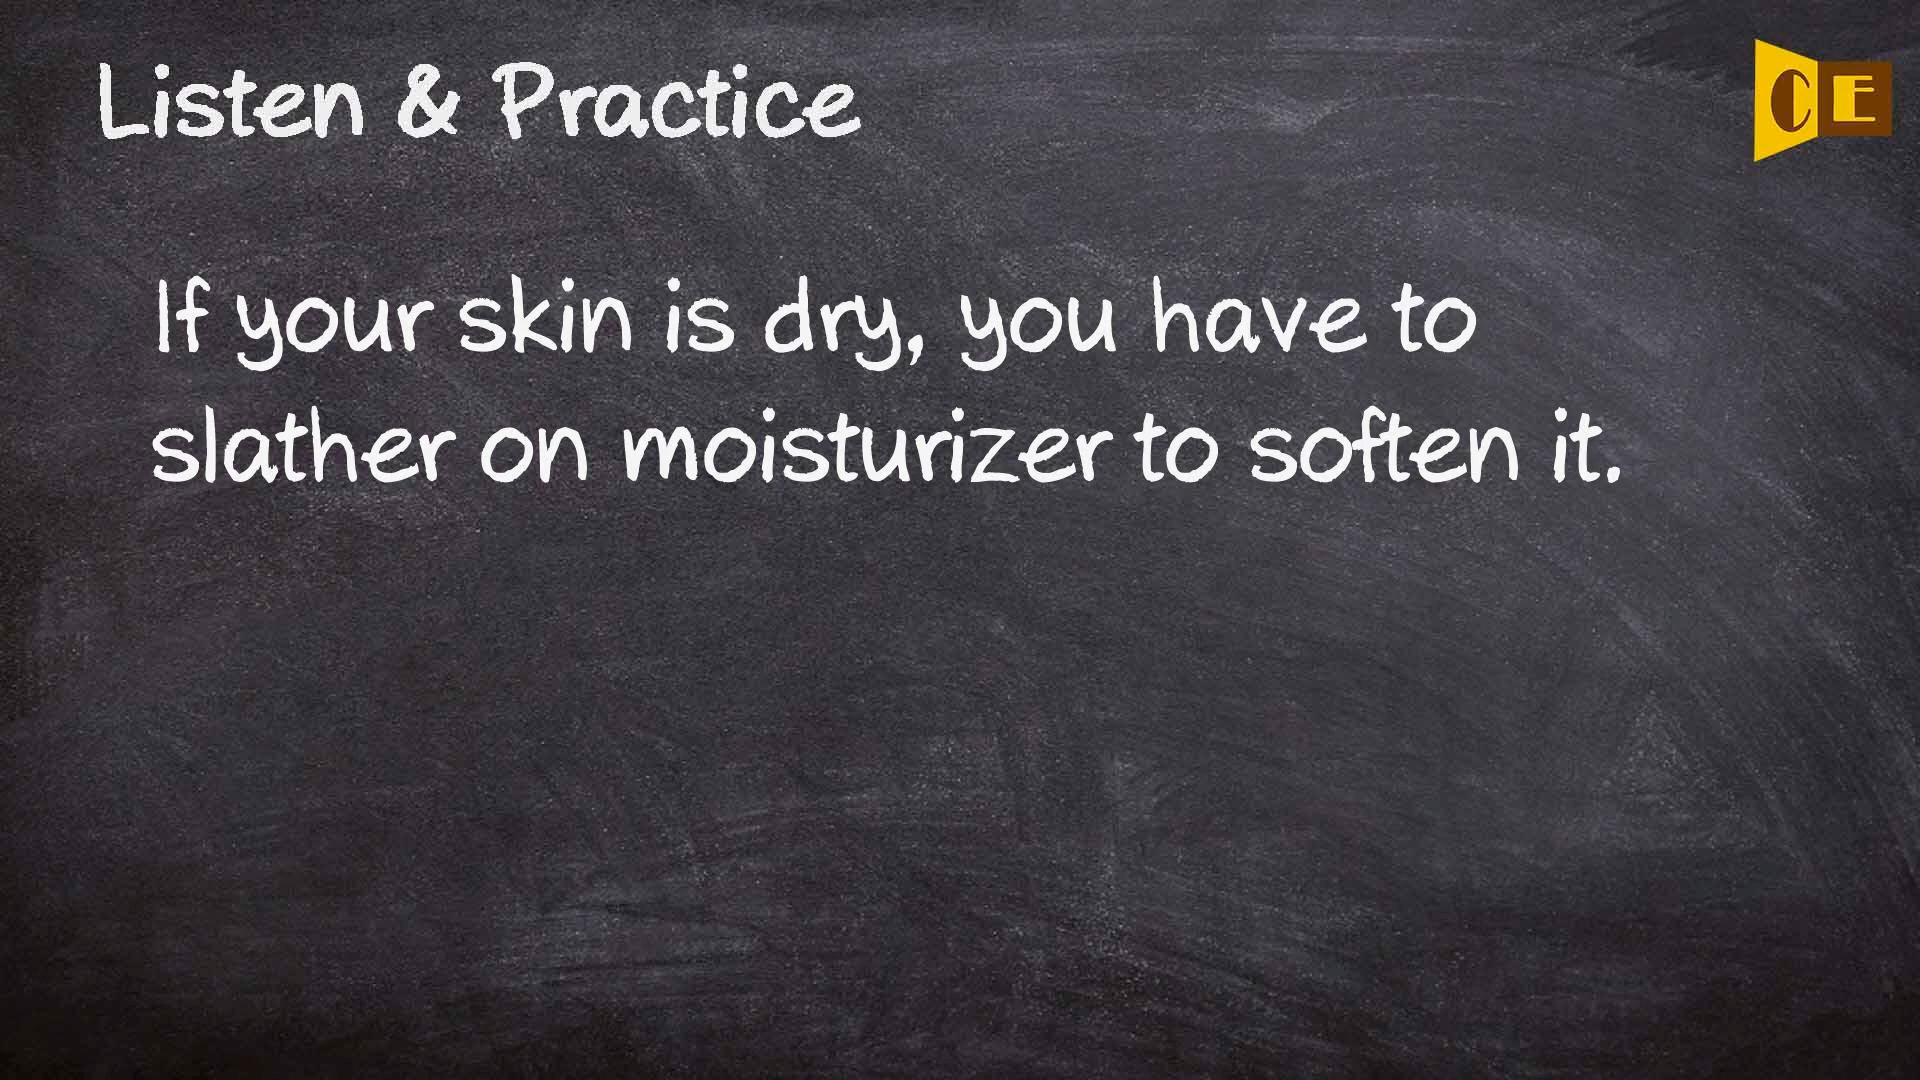 Listen & Practice
CE
If your skin is dry, you have to
slather on moisturizer to soften it.